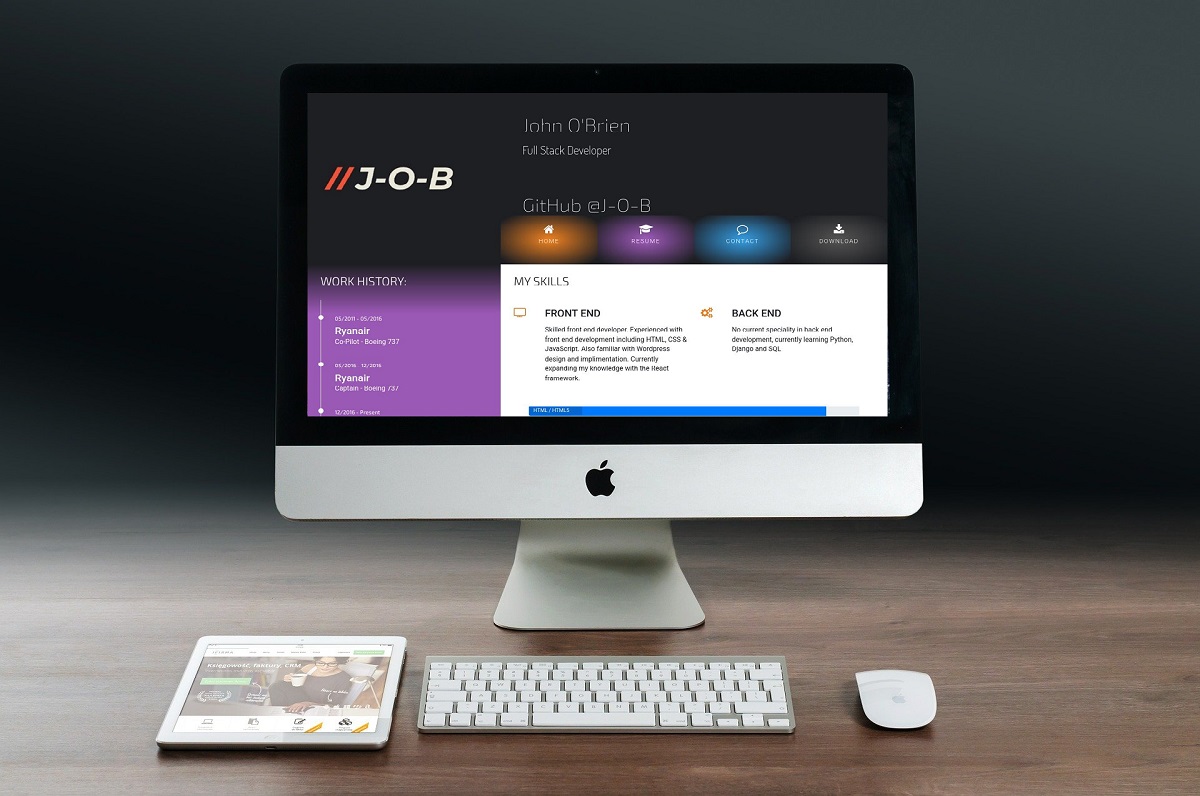 John O'Brien
Full Stack Developer
//J-O-B
GitHub @J-O-B
HOME
RESUME
CONTACT
DOWNLOAD
WORK HISTORY:
05/2011 - 05/2016
Ryanair
Co-Pilot - Boeing 737
05/2016 - 12/2016
Ryanair
Captain - Boeing 737
12/2016 - Present
MY SKILLS
FRONT END
Skilled front end developer. Experienced with
front end development including HTML, CSS &
JavaScript. Also familiar with Wordpress
design and implimentation. Currently
expanding my knowledge with the React
framework.
BACK END
No current speciality in back end
development, currently learning Python,
Django and SQL
HTML / HTML5
Księgowość, faktury, CRM